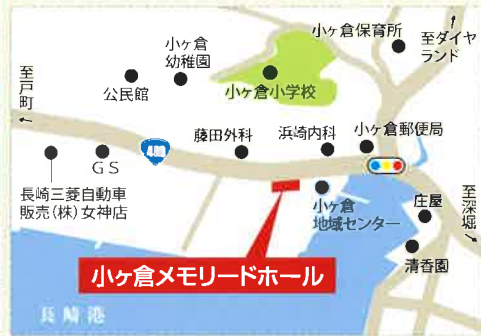 小ヶ倉保育所
至ダイヤ
ランド
小ヶ倉
幼稚園
至戸町
公民館
小ヶ倉小学校
藤田外科
浜崎内科
小ヶ倉郵便局
499
GS
長崎三菱自動車
販売(株)女神店
小ヶ倉
地域センター
庄屋
至深堀
清香園
小ヶ倉メモリードホール
長崎港